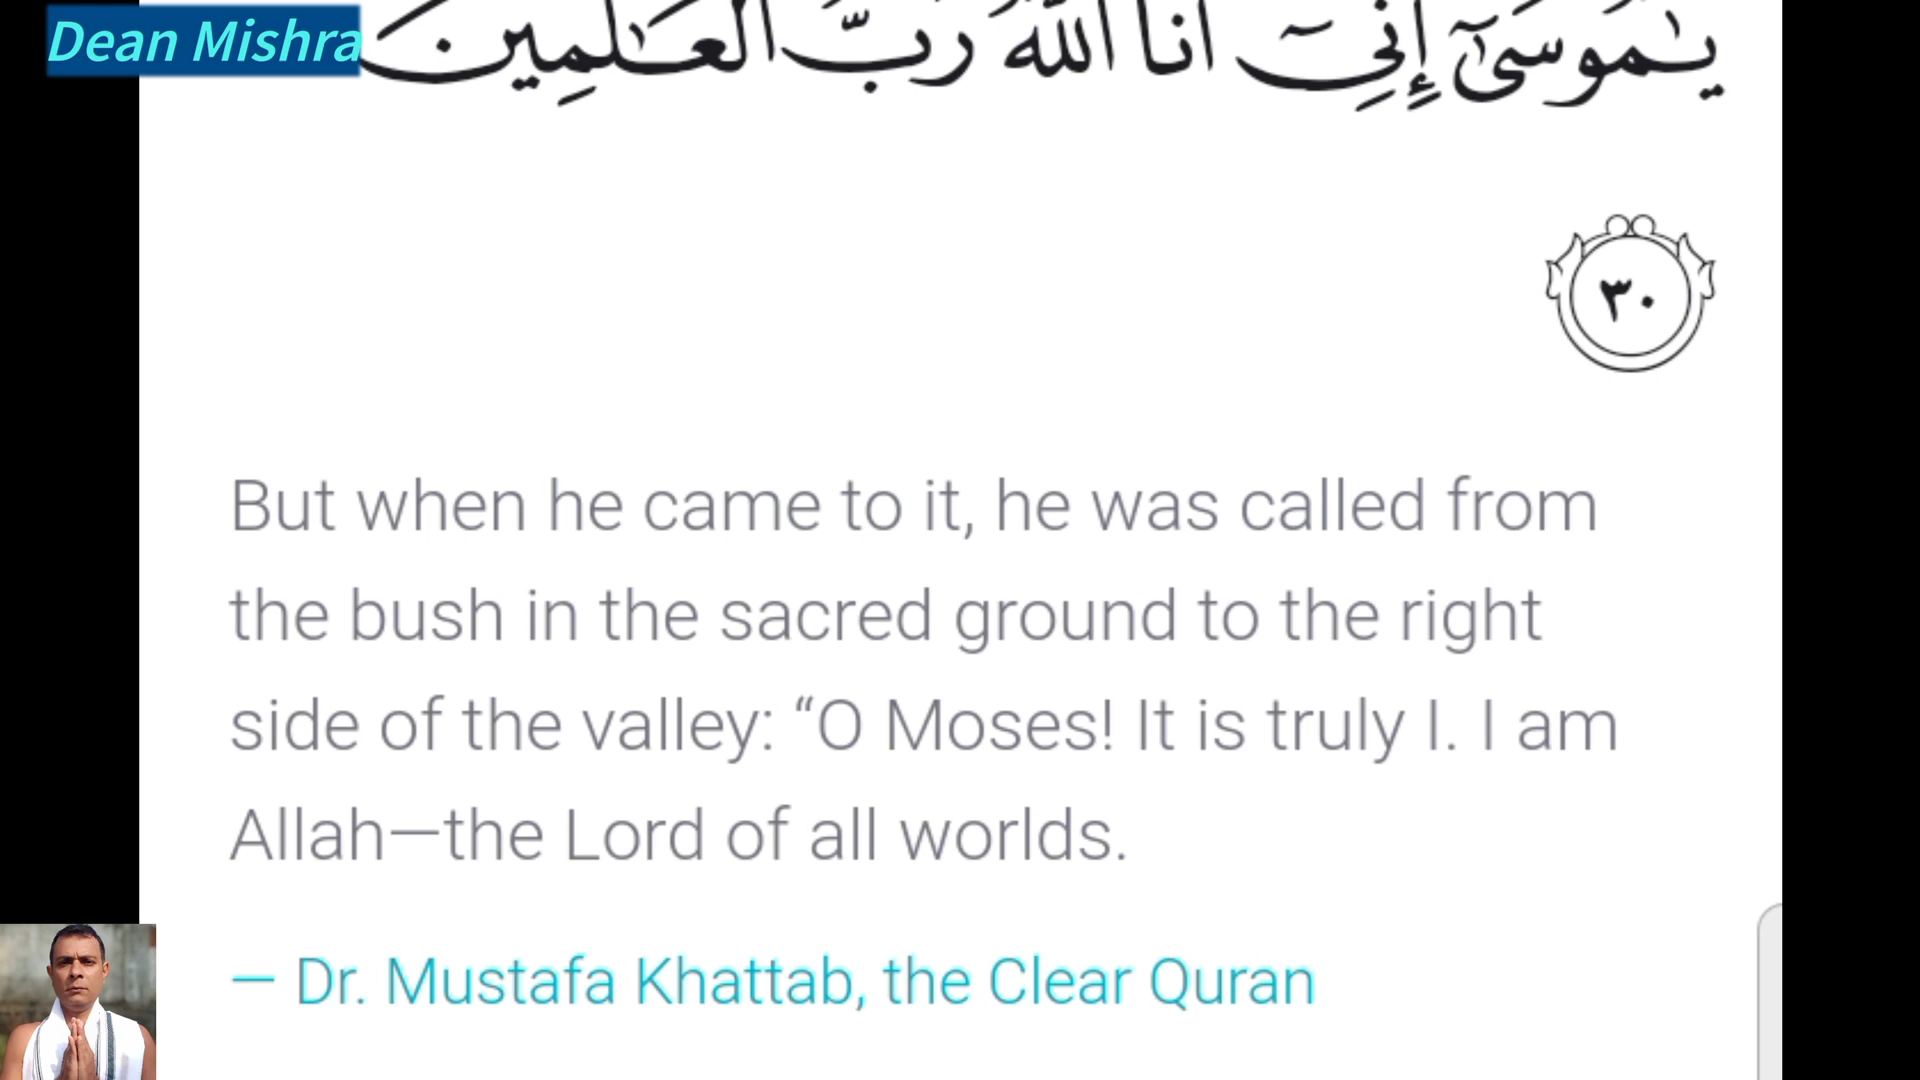 Dean Mishra
يَـٰمُوسَىٰٓ إِنِّىٓ أَنَا ٱللَّهُ رَبُّ ٱلْعَـٰلَمِينَ
٣٠
But when he came to it, he was called from
the bush in the sacred ground to the right
side of the valley: “O Moses! It is truly I. I am
Allah—the Lord of all worlds.
— Dr. Mustafa Khattab, the Clear Quran